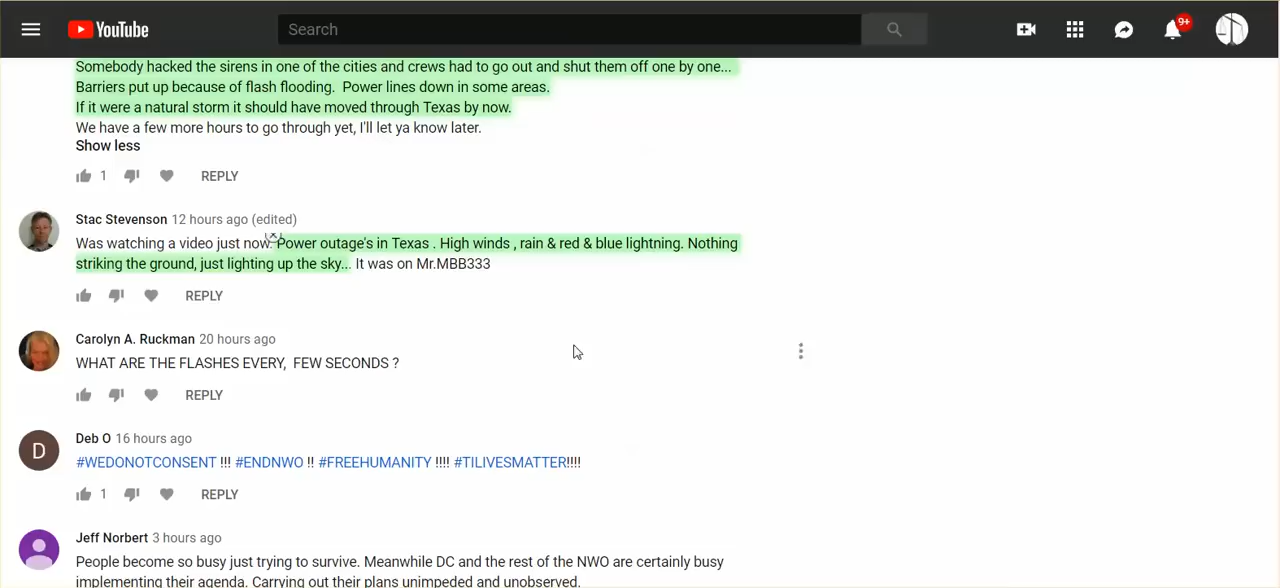 YouTube
Search
9+
Somebody hacked the sirens in one of the cities and crews had to go out and shut them off one by one...
Barriers put up because of flash flooding.  Power lines down in some areas.
If it were a natural storm it should have moved through Texas by now.
We have a few more hours to go through yet, I'll let ya know later.
Show less
1 REPLY
Stac Stevenson 12 hours ago (edited)
Was watching a video just now. Power outage's in Texas . High winds , rain & red & blue lightning. Nothing
striking the ground, just lighting up the sky... It was on Mr.MBB333
REPLY
Carolyn A. Ruckman 20 hours ago
WHAT ARE THE FLASHES EVERY,  FEW SECONDS ?
REPLY
D
Deb O 16 hours ago
#WEDONOTCONSENT !!! #ENDNWO !! #FREEHUMANITY !!!! #TILIVESMATTER!!!!
1 REPLY
Jeff Norbert 3 hours ago
People become so busy just trying to survive. Meanwhile DC and the rest of the NWO are certainly busy
implementing their agenda. Carrying out their plans unimpeded and unobserved.